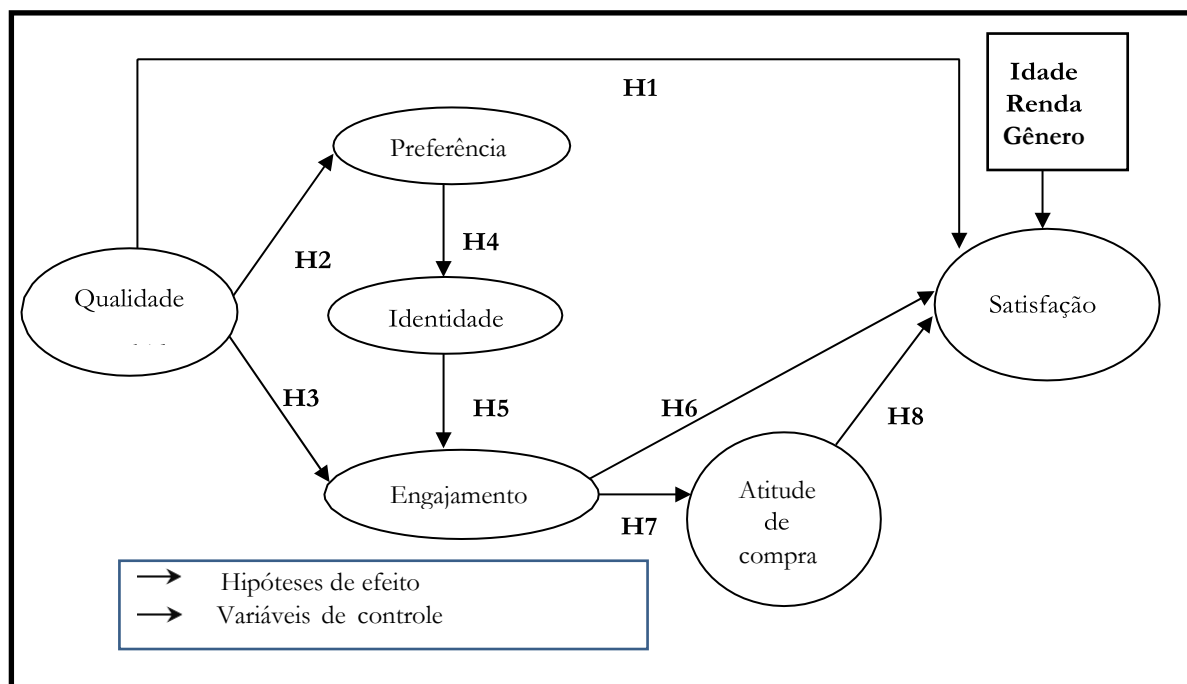 H1
Idade
Renda
Gênero
Preferência
H2
H4
Qualidade
Identidade
Satisfação
H3
H5
H6
H8
Engajamento
H7
Atitude
de
compra
Hipóteses de efeito
Variáveis de controle